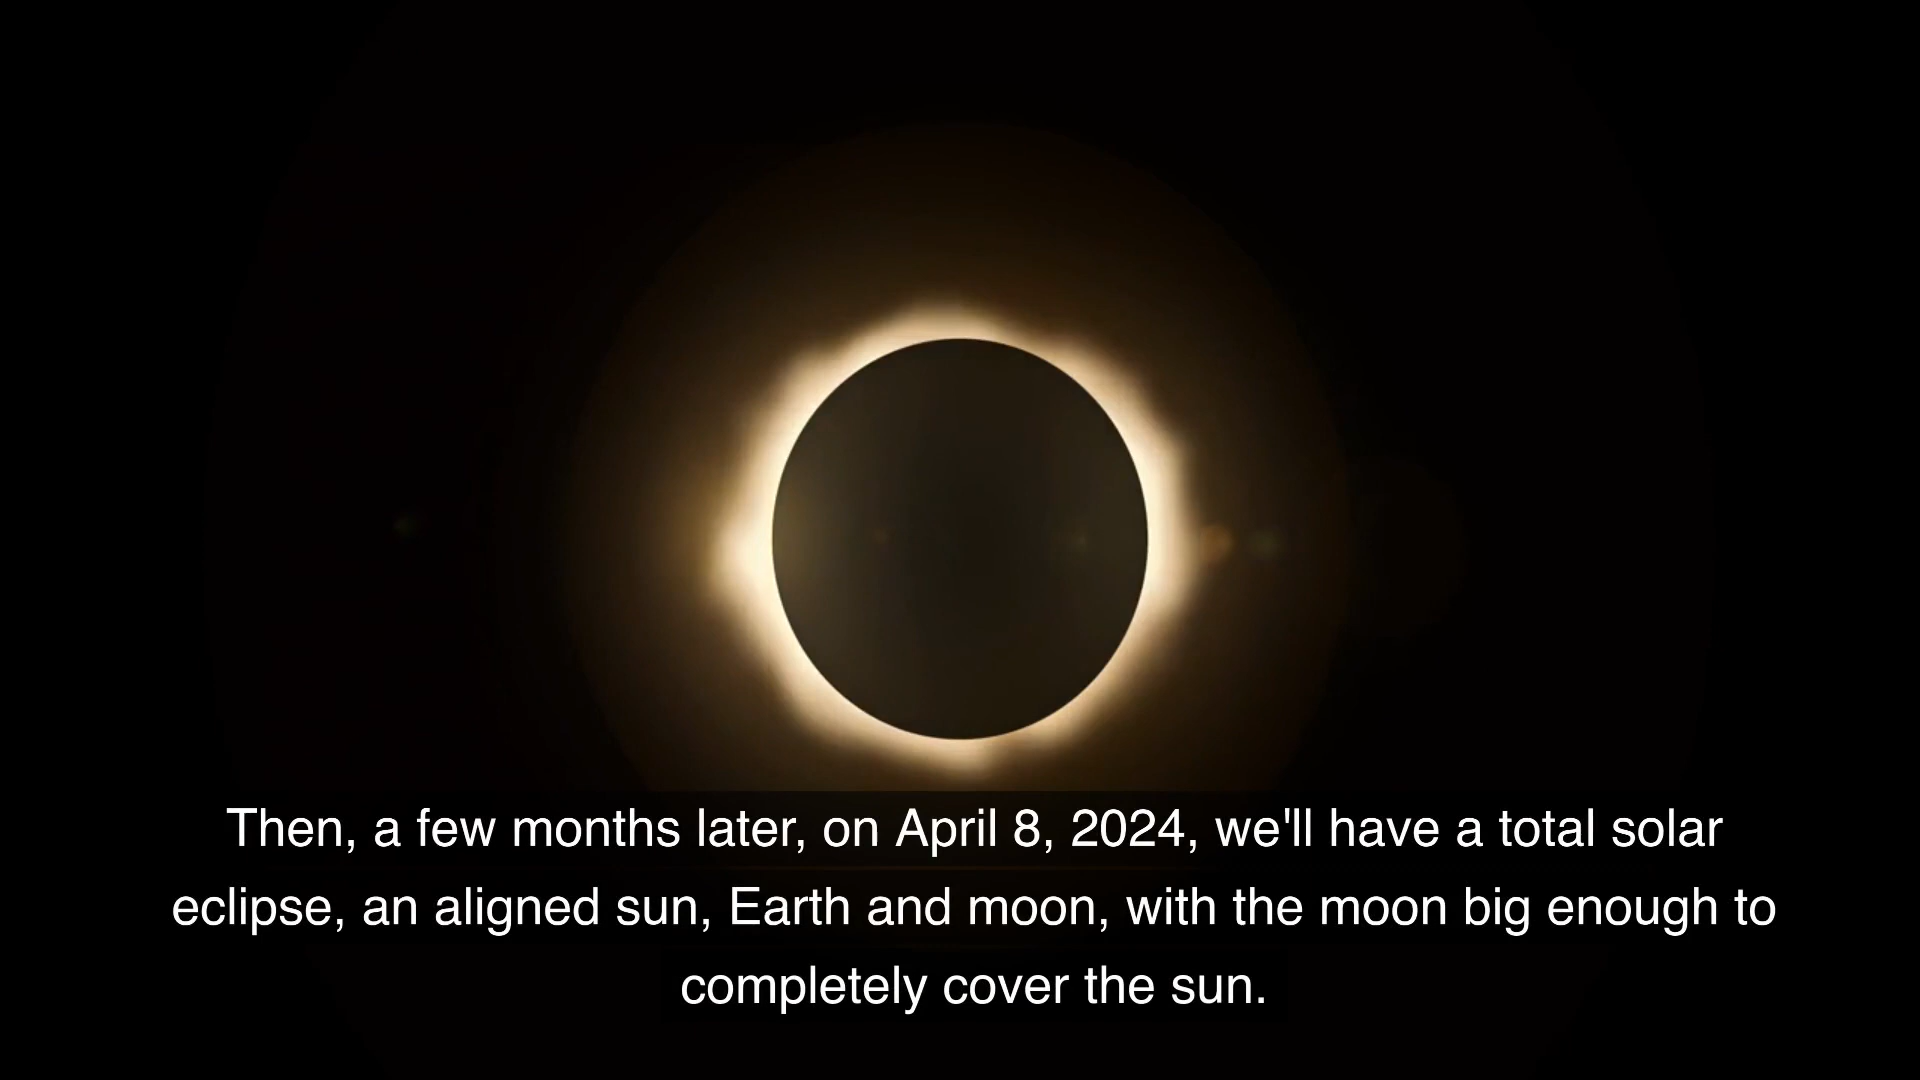 Then, a few months later, on April 8, 2024, we'll have a total solar
eclipse, an aligned sun, Earth and moon, with the moon big enough to
completely cover the sun.